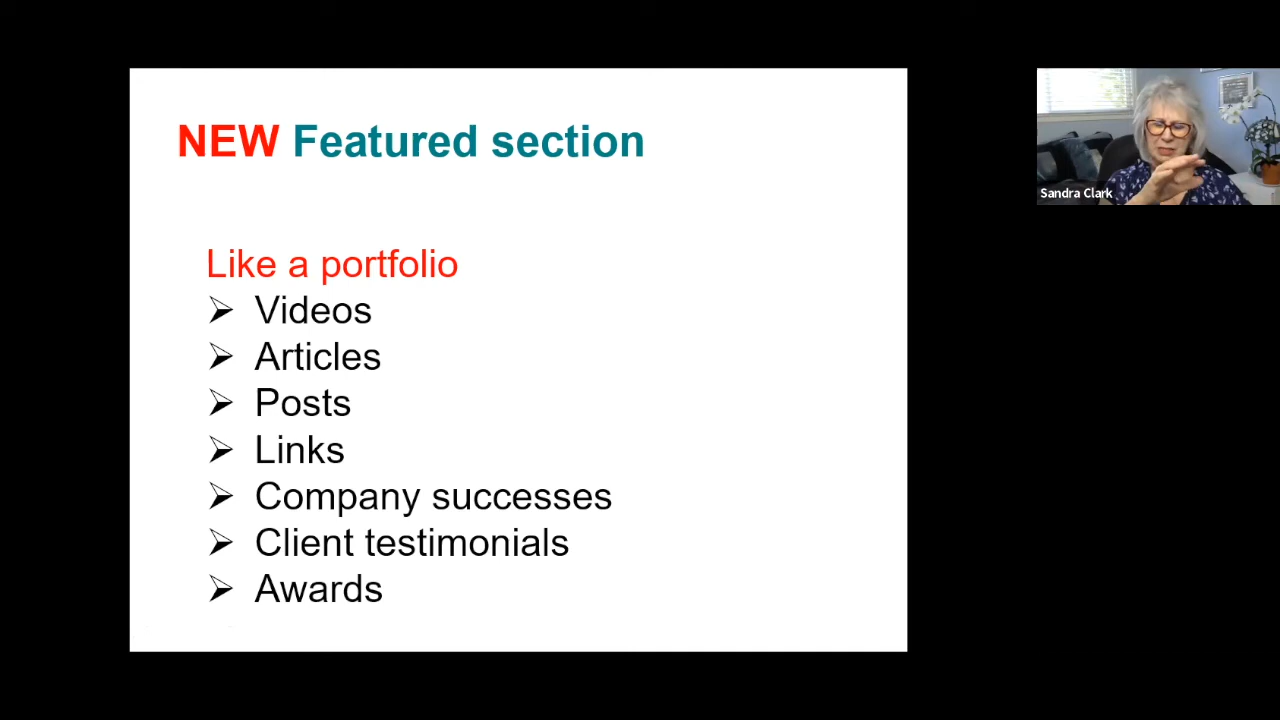 NEW Featured section
Like a portfolio
➢ Videos
➢ Articles
➢ Posts
➢ Links
➢ Company successes
➢ Client testimonials
➢ Awards
Sandra Clark